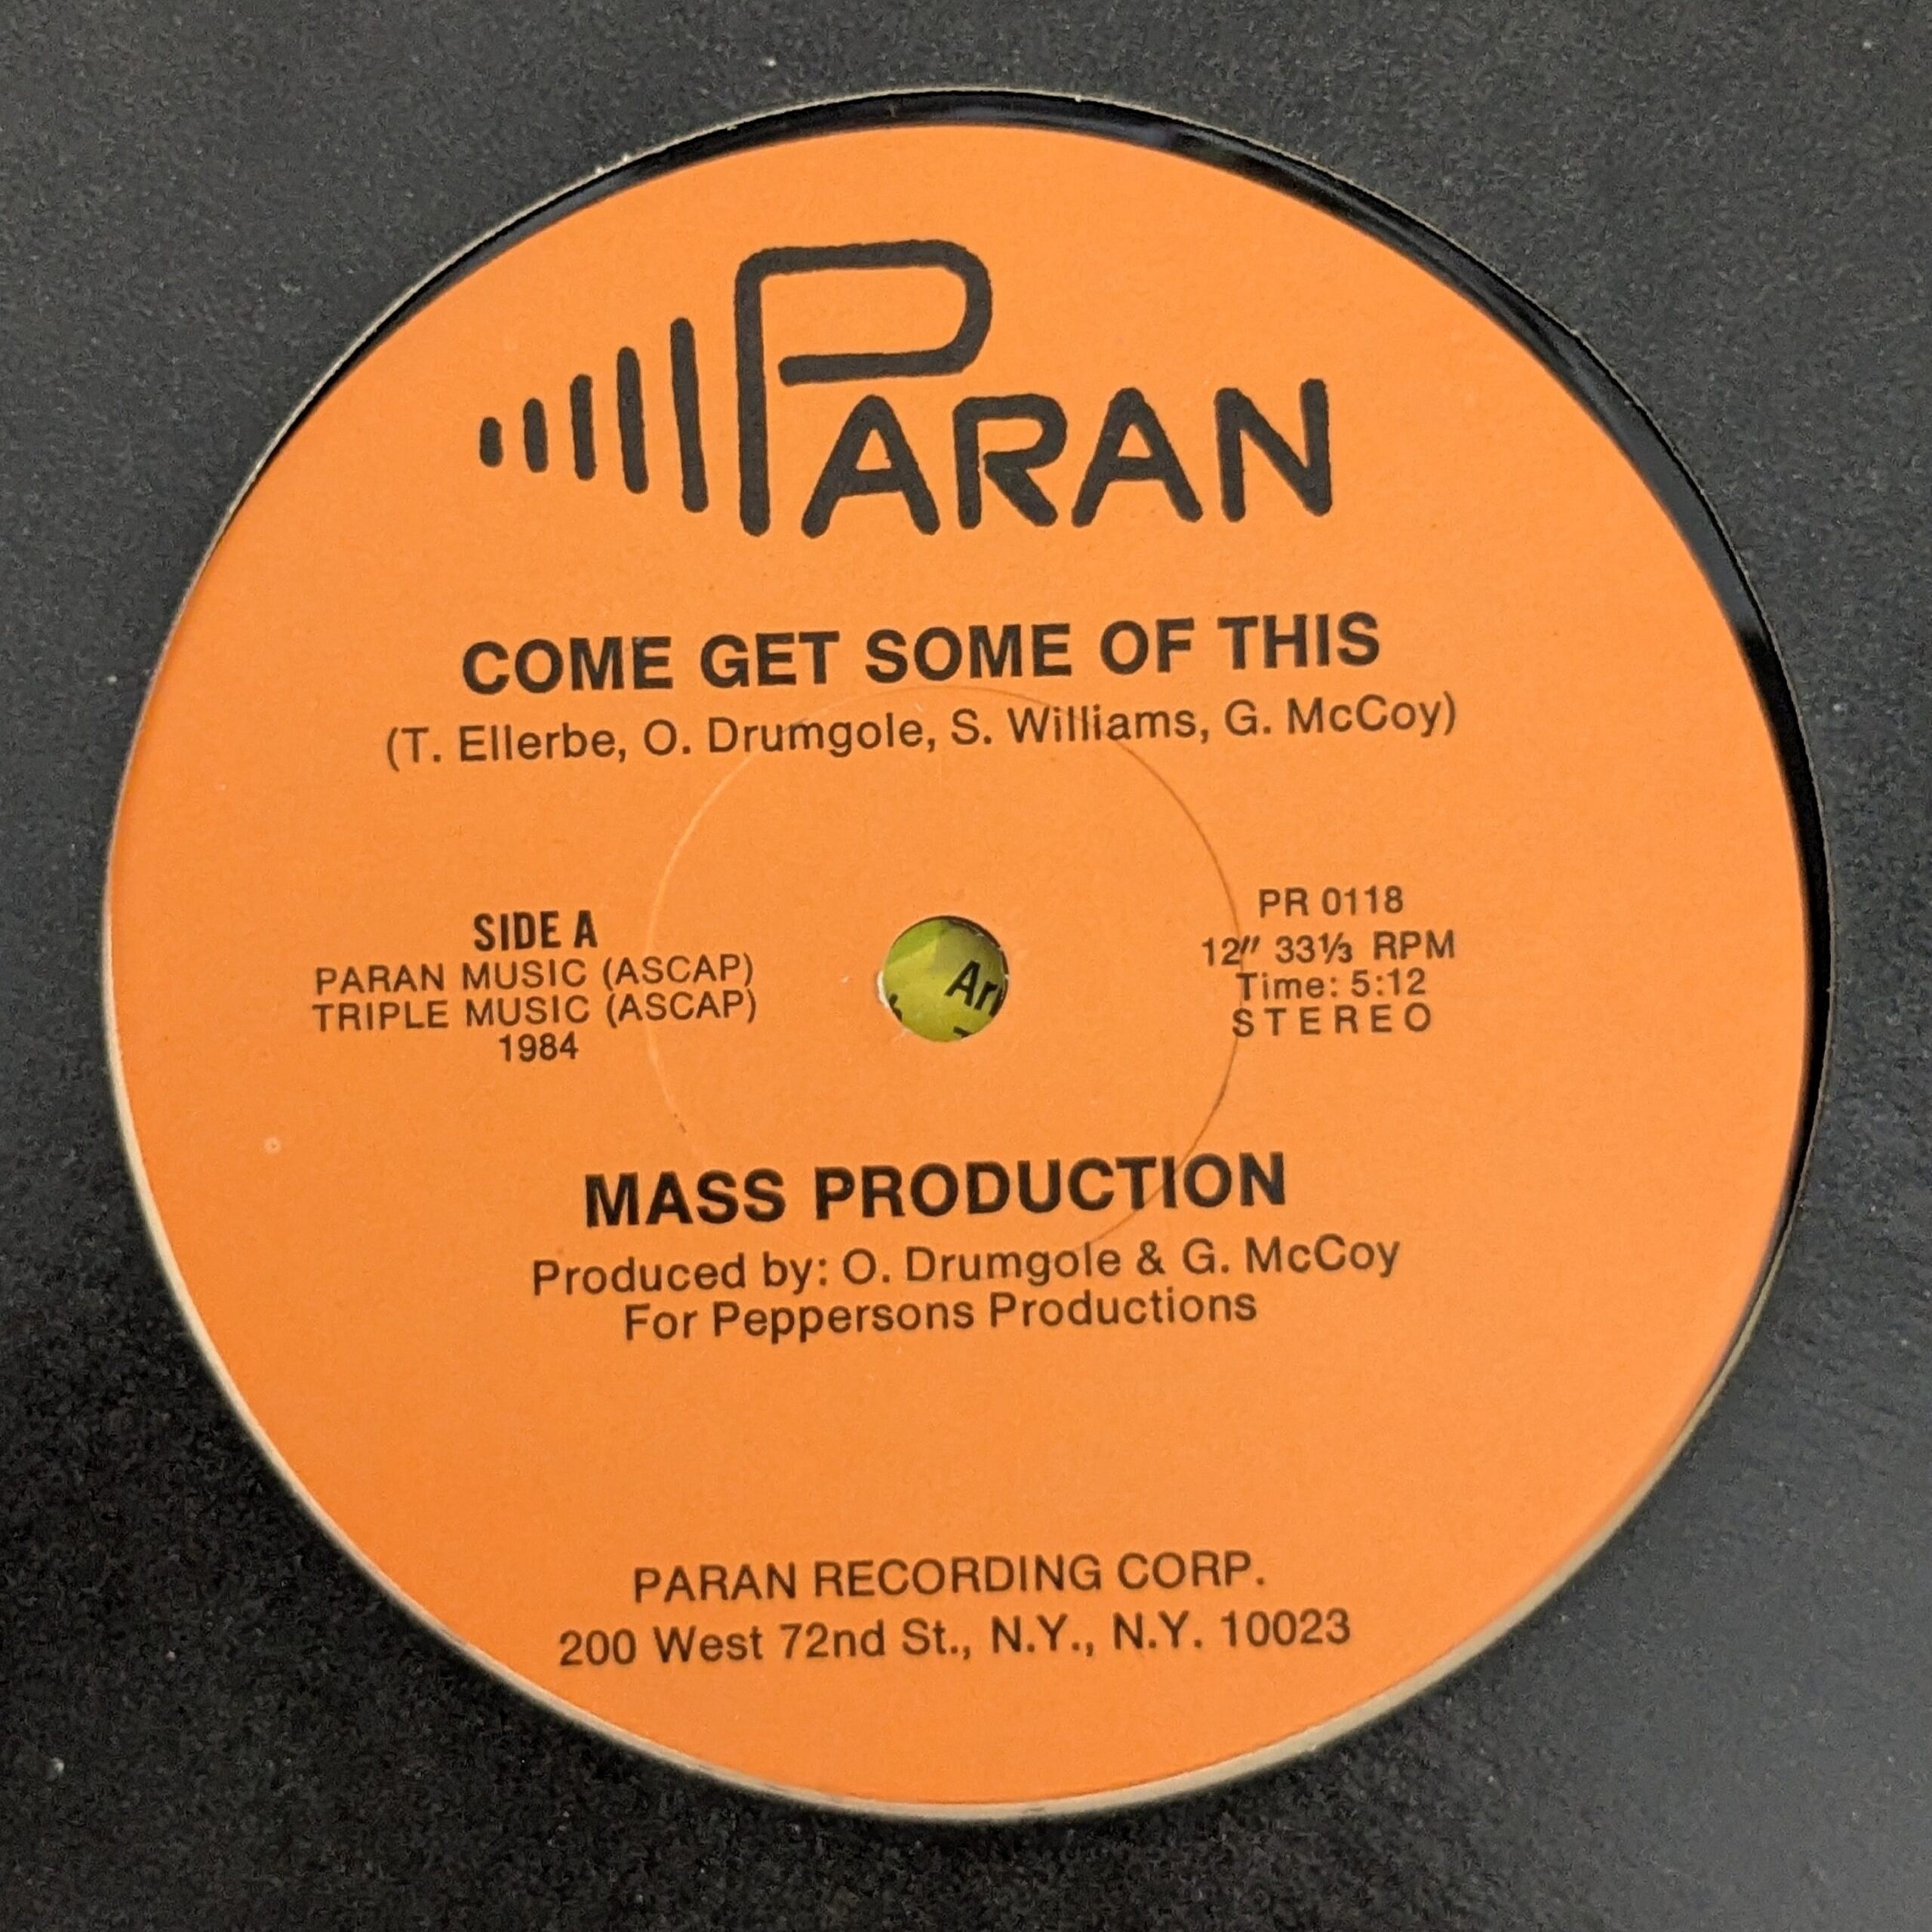 PARAN
COME GET SOME OF THIS
(T. Ellerbe, O. Drumgole, S. Williams, G. McCoy)
SIDE A
PARAN MUSIC (ASCAP)
TRIPLE MUSIC (ASCAP)
1984
PR 0118
12" 33⅓ RPM
Time: 5:12
STEREO
MASS PRODUCTION
Produced by: O. Drumgole & G. McCoy
For Peppersons Productions
PARAN RECORDING CORP.
200 West 72nd St., N.Y., N.Y. 10023